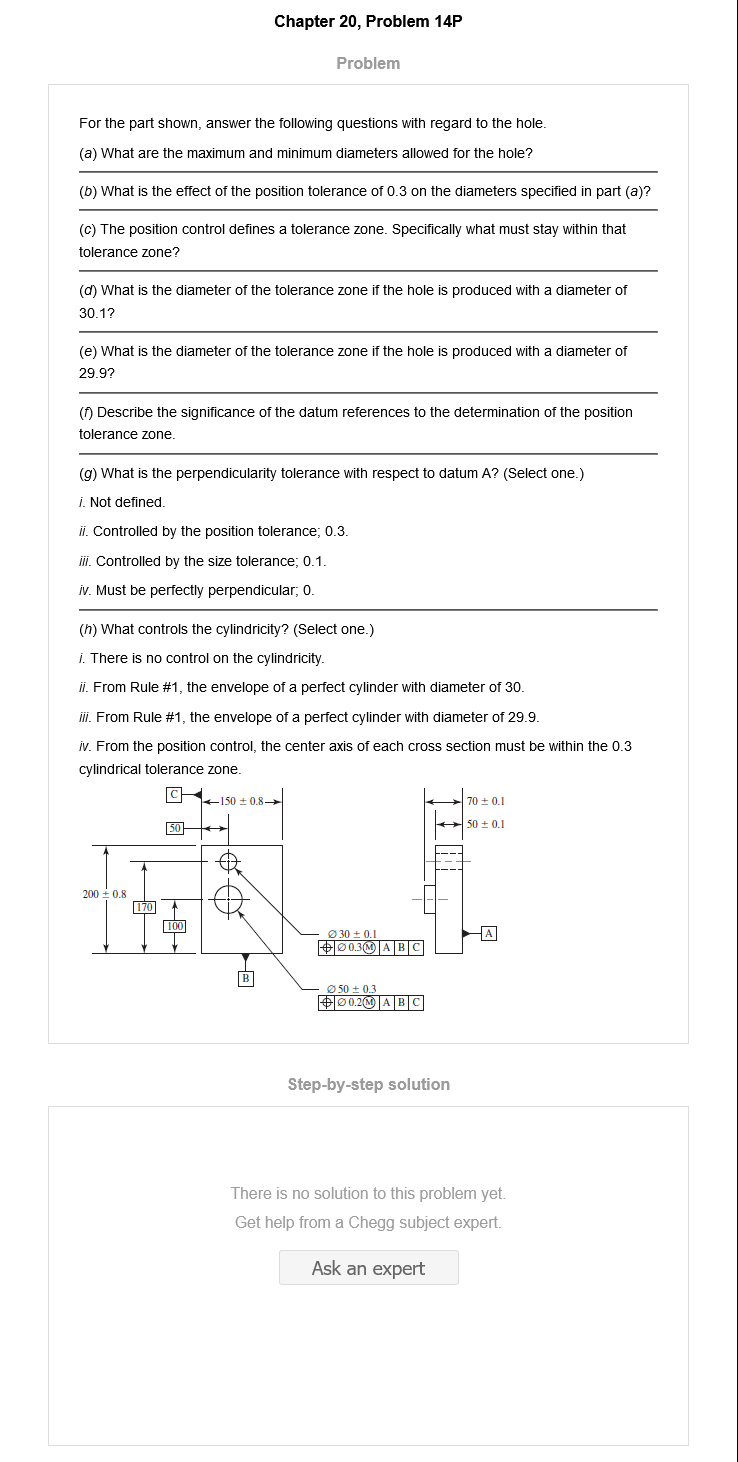 Chapter 20, Problem 14P
Problem
For the part shown, answer the following questions with regard to the hole.
(a) What are the maximum and minimum diameters allowed for the hole?
(b) What is the effect of the position tolerance of 0.3 on the diameters specified in part (a)?
(c) The position control defines a tolerance zone. Specifically what must stay within that
tolerance zone?
(d) What is the diameter of the tolerance zone if the hole is produced with a diameter of
30.1?
(e) What is the diameter of the tolerance zone if the hole is produced with a diameter of
29.9?
(f) Describe the significance of the datum references to the determination of the position
tolerance zone.
(g) What is the perpendicularity tolerance with respect to datum A? (Select one.)
i. Not defined.
ii. Controlled by the position tolerance; 0.3.
iii. Controlled by the size tolerance; 0.1.
iv. Must be perfectly perpendicular; 0.
(h) What controls the cylindricity? (Select one.)
i. There is no control on the cylindricity.
ii. From Rule #1, the envelope of a perfect cylinder with diameter of 30.
iii. From Rule #1, the envelope of a perfect cylinder with diameter of 29.9.
iv. From the position control, the center axis of each cross section must be within the 0.3
cylindrical tolerance zone.
C
150 ± 0.8
70 ± 0.1
50
50 ± 0.1
200 ± 0.8
170
100
Ø 30 ± 0.1
A
⌖ Ø 0.3Ⓜ A B C
B
Ø 50 ± 0.3
⌖ Ø 0.2Ⓜ A B C
Step-by-step solution
There is no solution to this problem yet.
Get help from a Chegg subject expert.
Ask an expert